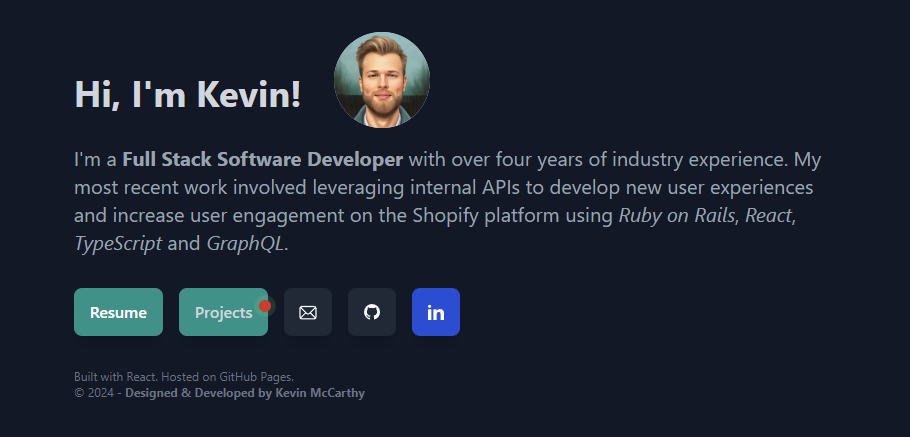 Hi, I'm Kevin!
I'm a Full Stack Software Developer with over four years of industry experience. My
most recent work involved leveraging internal APIs to develop new user experiences
and increase user engagement on the Shopify platform using Ruby on Rails, React,
TypeScript and GraphQL.
Resume Projects in
Built with React. Hosted on GitHub Pages.
© 2024 - Designed & Developed by Kevin McCarthy